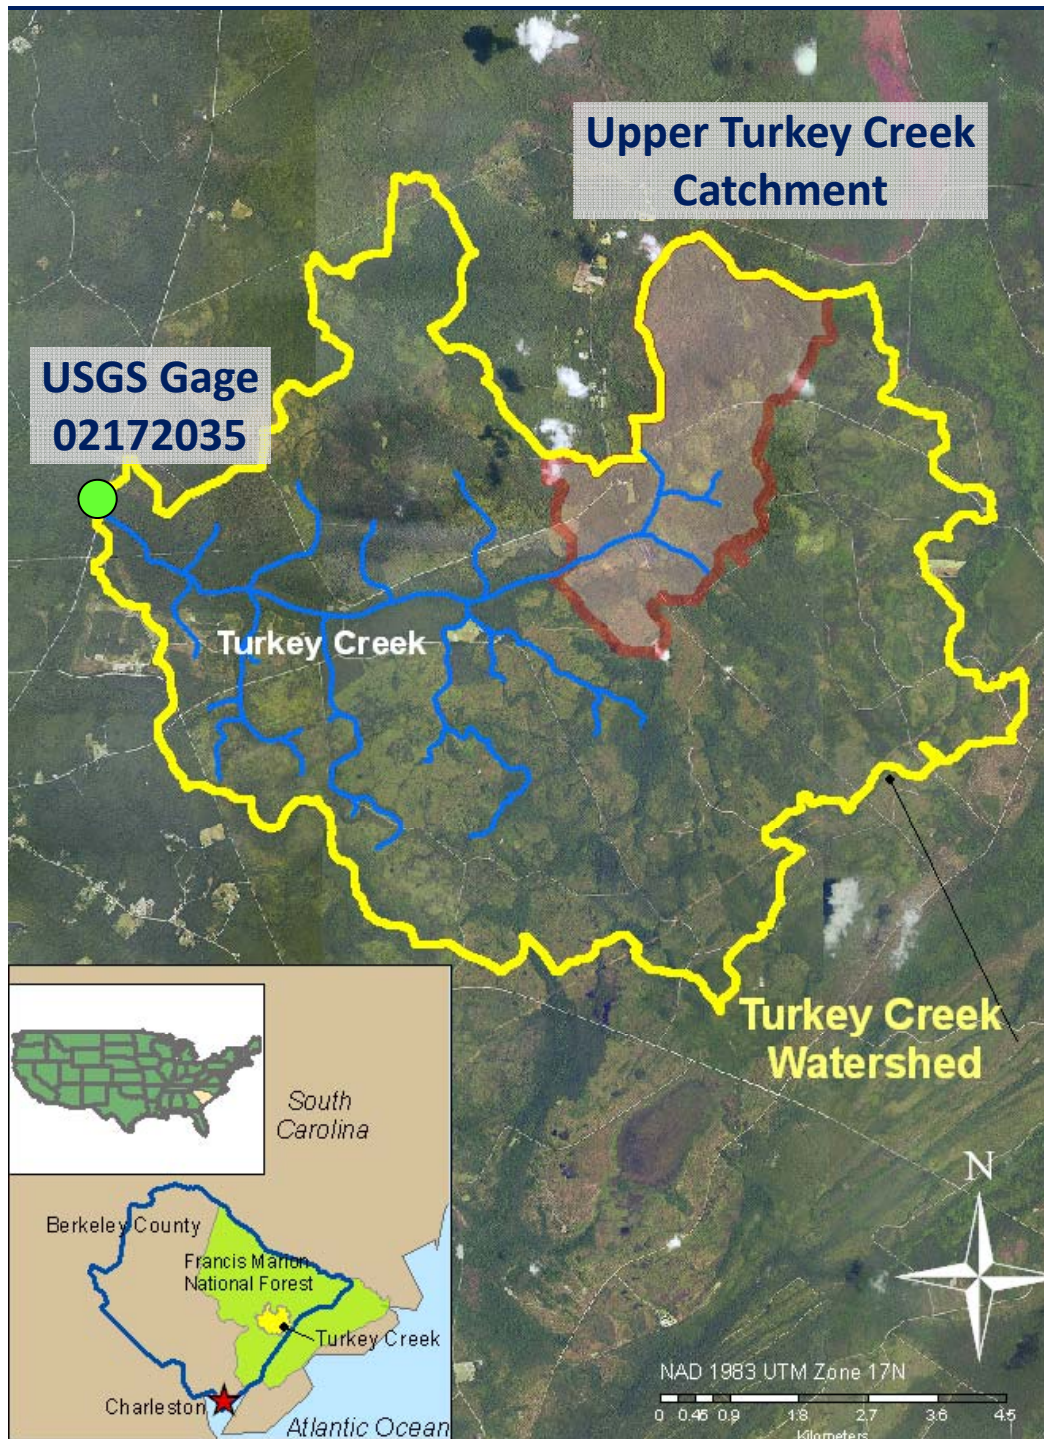 Upper Turkey Creek
Catchment
USGS Gage
02172035
Turkey Creek
Turkey Creek
Watershed
South
Carolina
Berkeley County
Francis Marion
National Forest
Turkey Creek
Charleston
Atlantic Ocean
N
NAD 1983 UTM Zone 17N
0 0.45 0.9 1.8 2.7 3.6 4.5
Kilometers